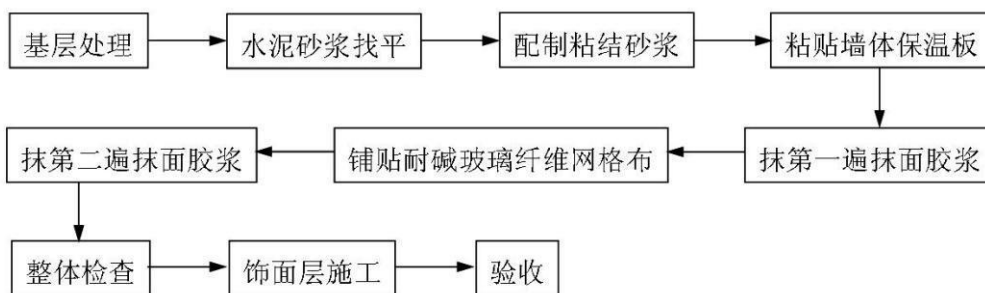 基层处理
水泥砂浆找平
配制粘结砂浆
粘贴墙体保温板
抹第一遍抹面胶浆
铺贴耐碱玻璃纤维网格布
抹第二遍抹面胶浆
整体检查
饰面层施工
验收